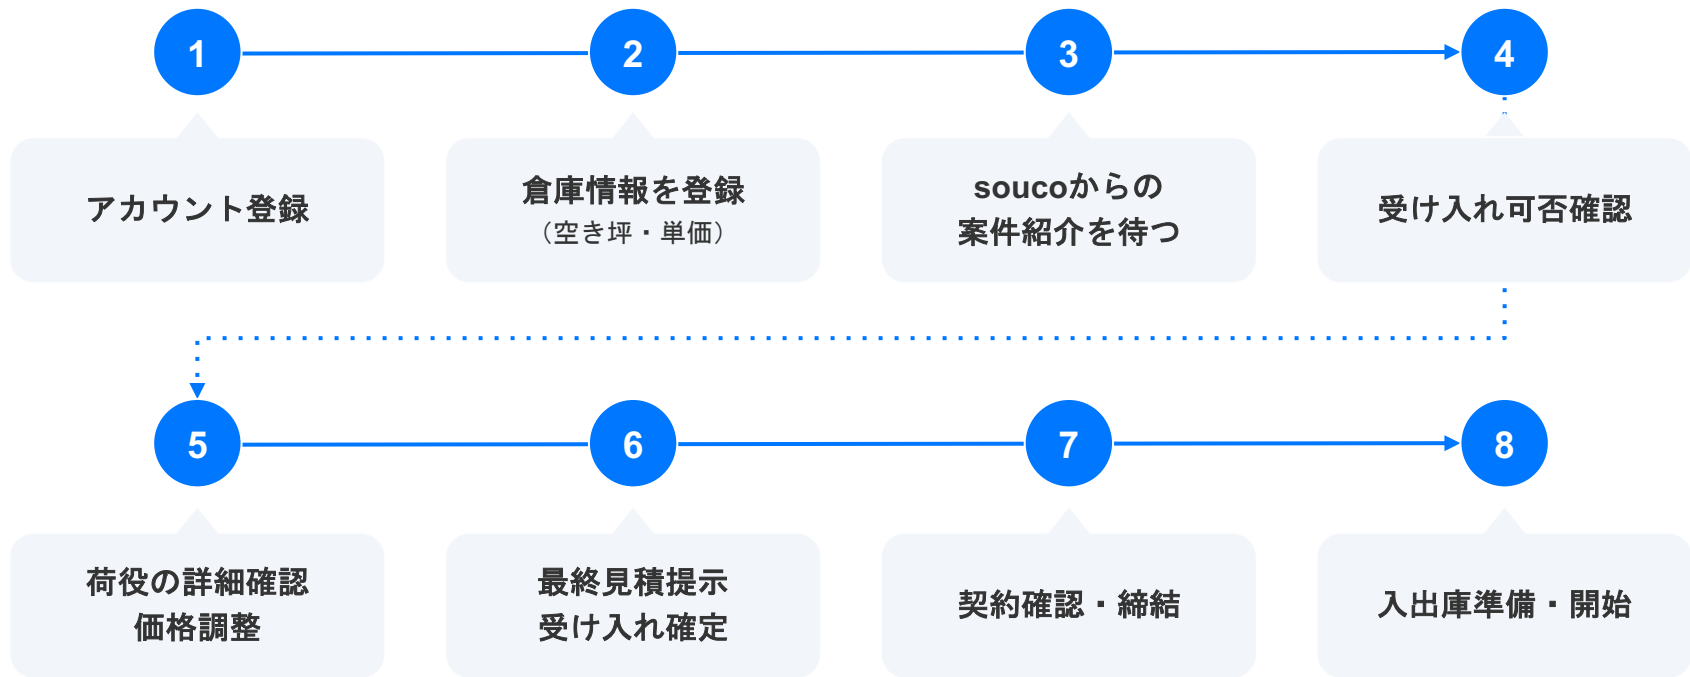 1
2
3
4
アカウント登録
倉庫情報を登録
（空き坪・単価）
soucoからの
案件紹介を待つ
受け入れ可否確認
5
6
7
8
荷役の詳細確認
価格調整
最終見積提示
受け入れ確定
契約確認・締結
入出庫準備・開始